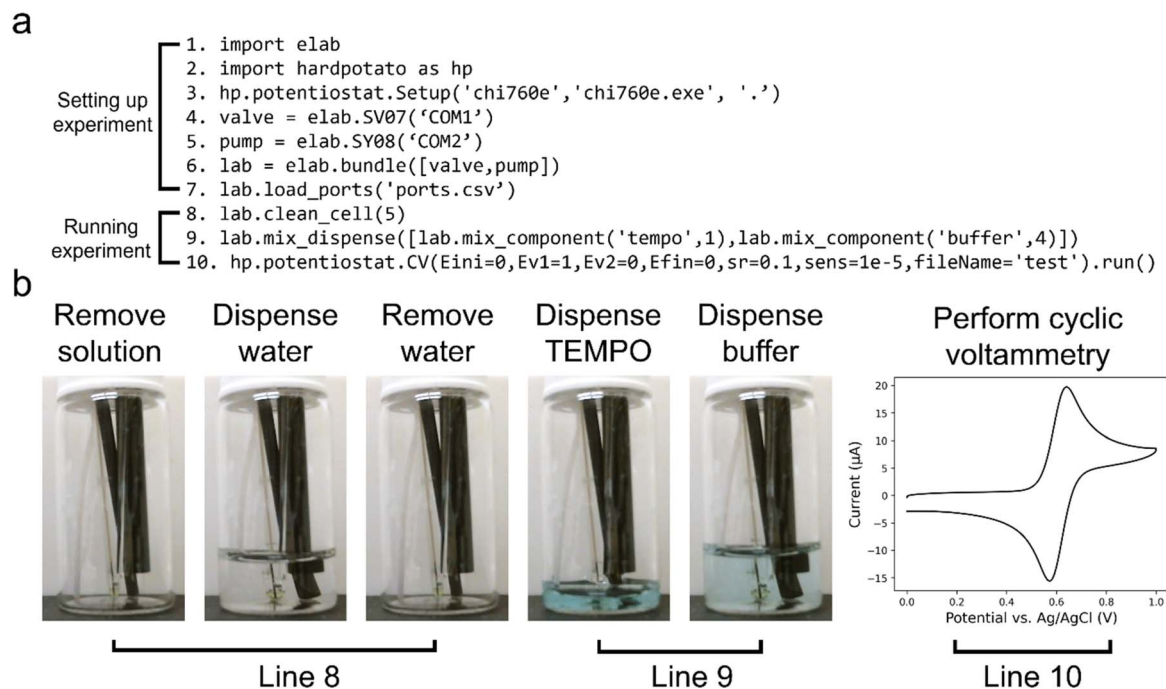 a
Setting up
experiment
1. import elab
2. import hardpotato as hp
3. hp.potentiostat.Setup('chi760e','chi760e.exe', '.’)
4. valve = elab.SV07(‘COM1’)
5. pump = elab.SY08(‘COM2’)
6. lab = elab.bundle([valve,pump])
7. lab.load_ports('ports.csv’)
Running
experiment
8. lab.clean_cell(5)
9. lab.mix_dispense([lab.mix_component('tempo',1),lab.mix_component('buffer',4)])
10. hp.potentiostat.CV(Eini=0,Ev1=1,Ev2=0,Efin=0,sr=0.1,sens=1e-5,fileName='test').run()
b
Remove
solution
Dispense
water
Remove
water
Dispense
TEMPO
Dispense
buffer
Perform cyclic
voltammetry
Current (µA)
20
15
10
5
0
−5
−10
−15
0.0 0.2 0.4 0.6 0.8 1.0
Potential vs. Ag/AgCl (V)
Line 8
Line 9
Line 10